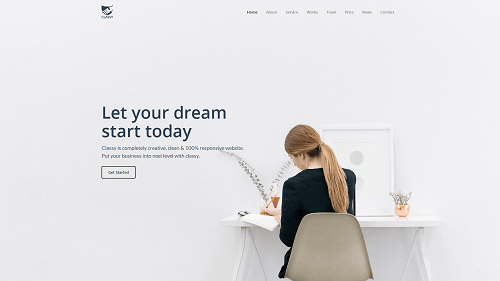 CLASSY
Home About Service Works Team Price News Contact
Let your dream
start today
Classy is completely creative, clean & 100% responsive website.
Put your business into next level with classy.
Get Started